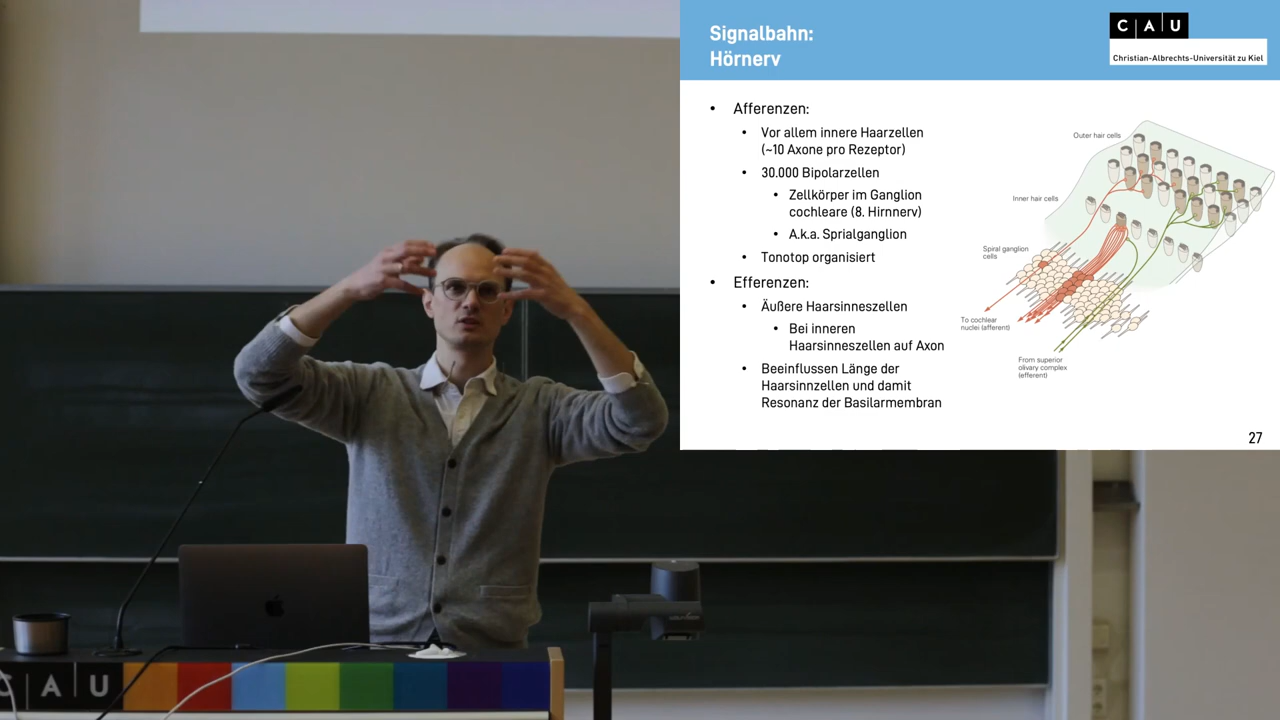 Signalbahn:
Hörnerv
C A U
Christian-Albrechts-Universität zu Kiel
• Afferenzen:
• Vor allem innere Haarzellen
(~10 Axone pro Rezeptor)
• 30.000 Bipolarzellen
• Zellkörper im Ganglion
cochleare (8. Hirnnerv)
• A.k.a. Sprialganglion
• Tonotop organisiert
• Efferenzen:
• Äußere Haarsinneszellen
• Bei inneren
Haarsinneszellen auf Axon
• Beeinflussen Länge der
Haarsinnzellen und damit
Resonanz der Basilarmembran
Outer hair cells
Inner hair cells
Spiral ganglion
cells
To cochlear
nuclei (afferent)
From superior
olivary complex
(efferent)
27
C A U